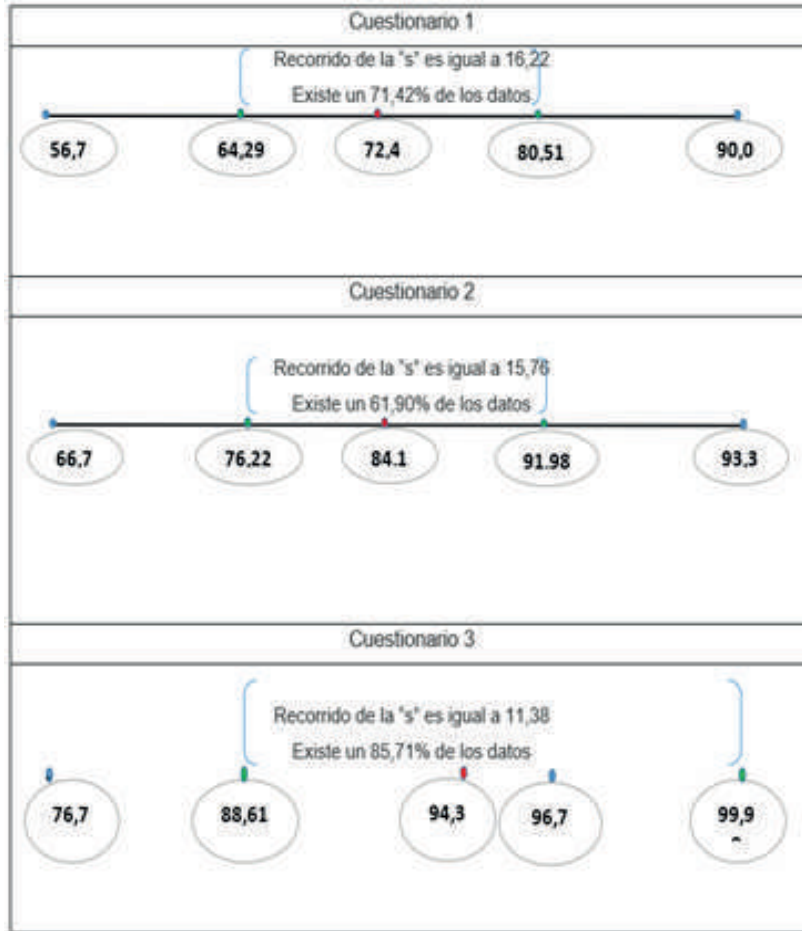 Cuestionario 1
Recorrido de la "s" es igual a 16,22
Existe un 71,42% de los datos
56,7 64,29 72.4 80,51 90,0
Cuestionario 2
Recorrido de la "s" es igual a 15,76
Existe un 61,90% de los datos
66,7 76,22 84.1 91.98 93,3
Cuestionario 3
Recorrido de la "s" es igual a 11,38
Existe un 85,71% de los datos
76,7 88,61 94,3 96,7 99,9